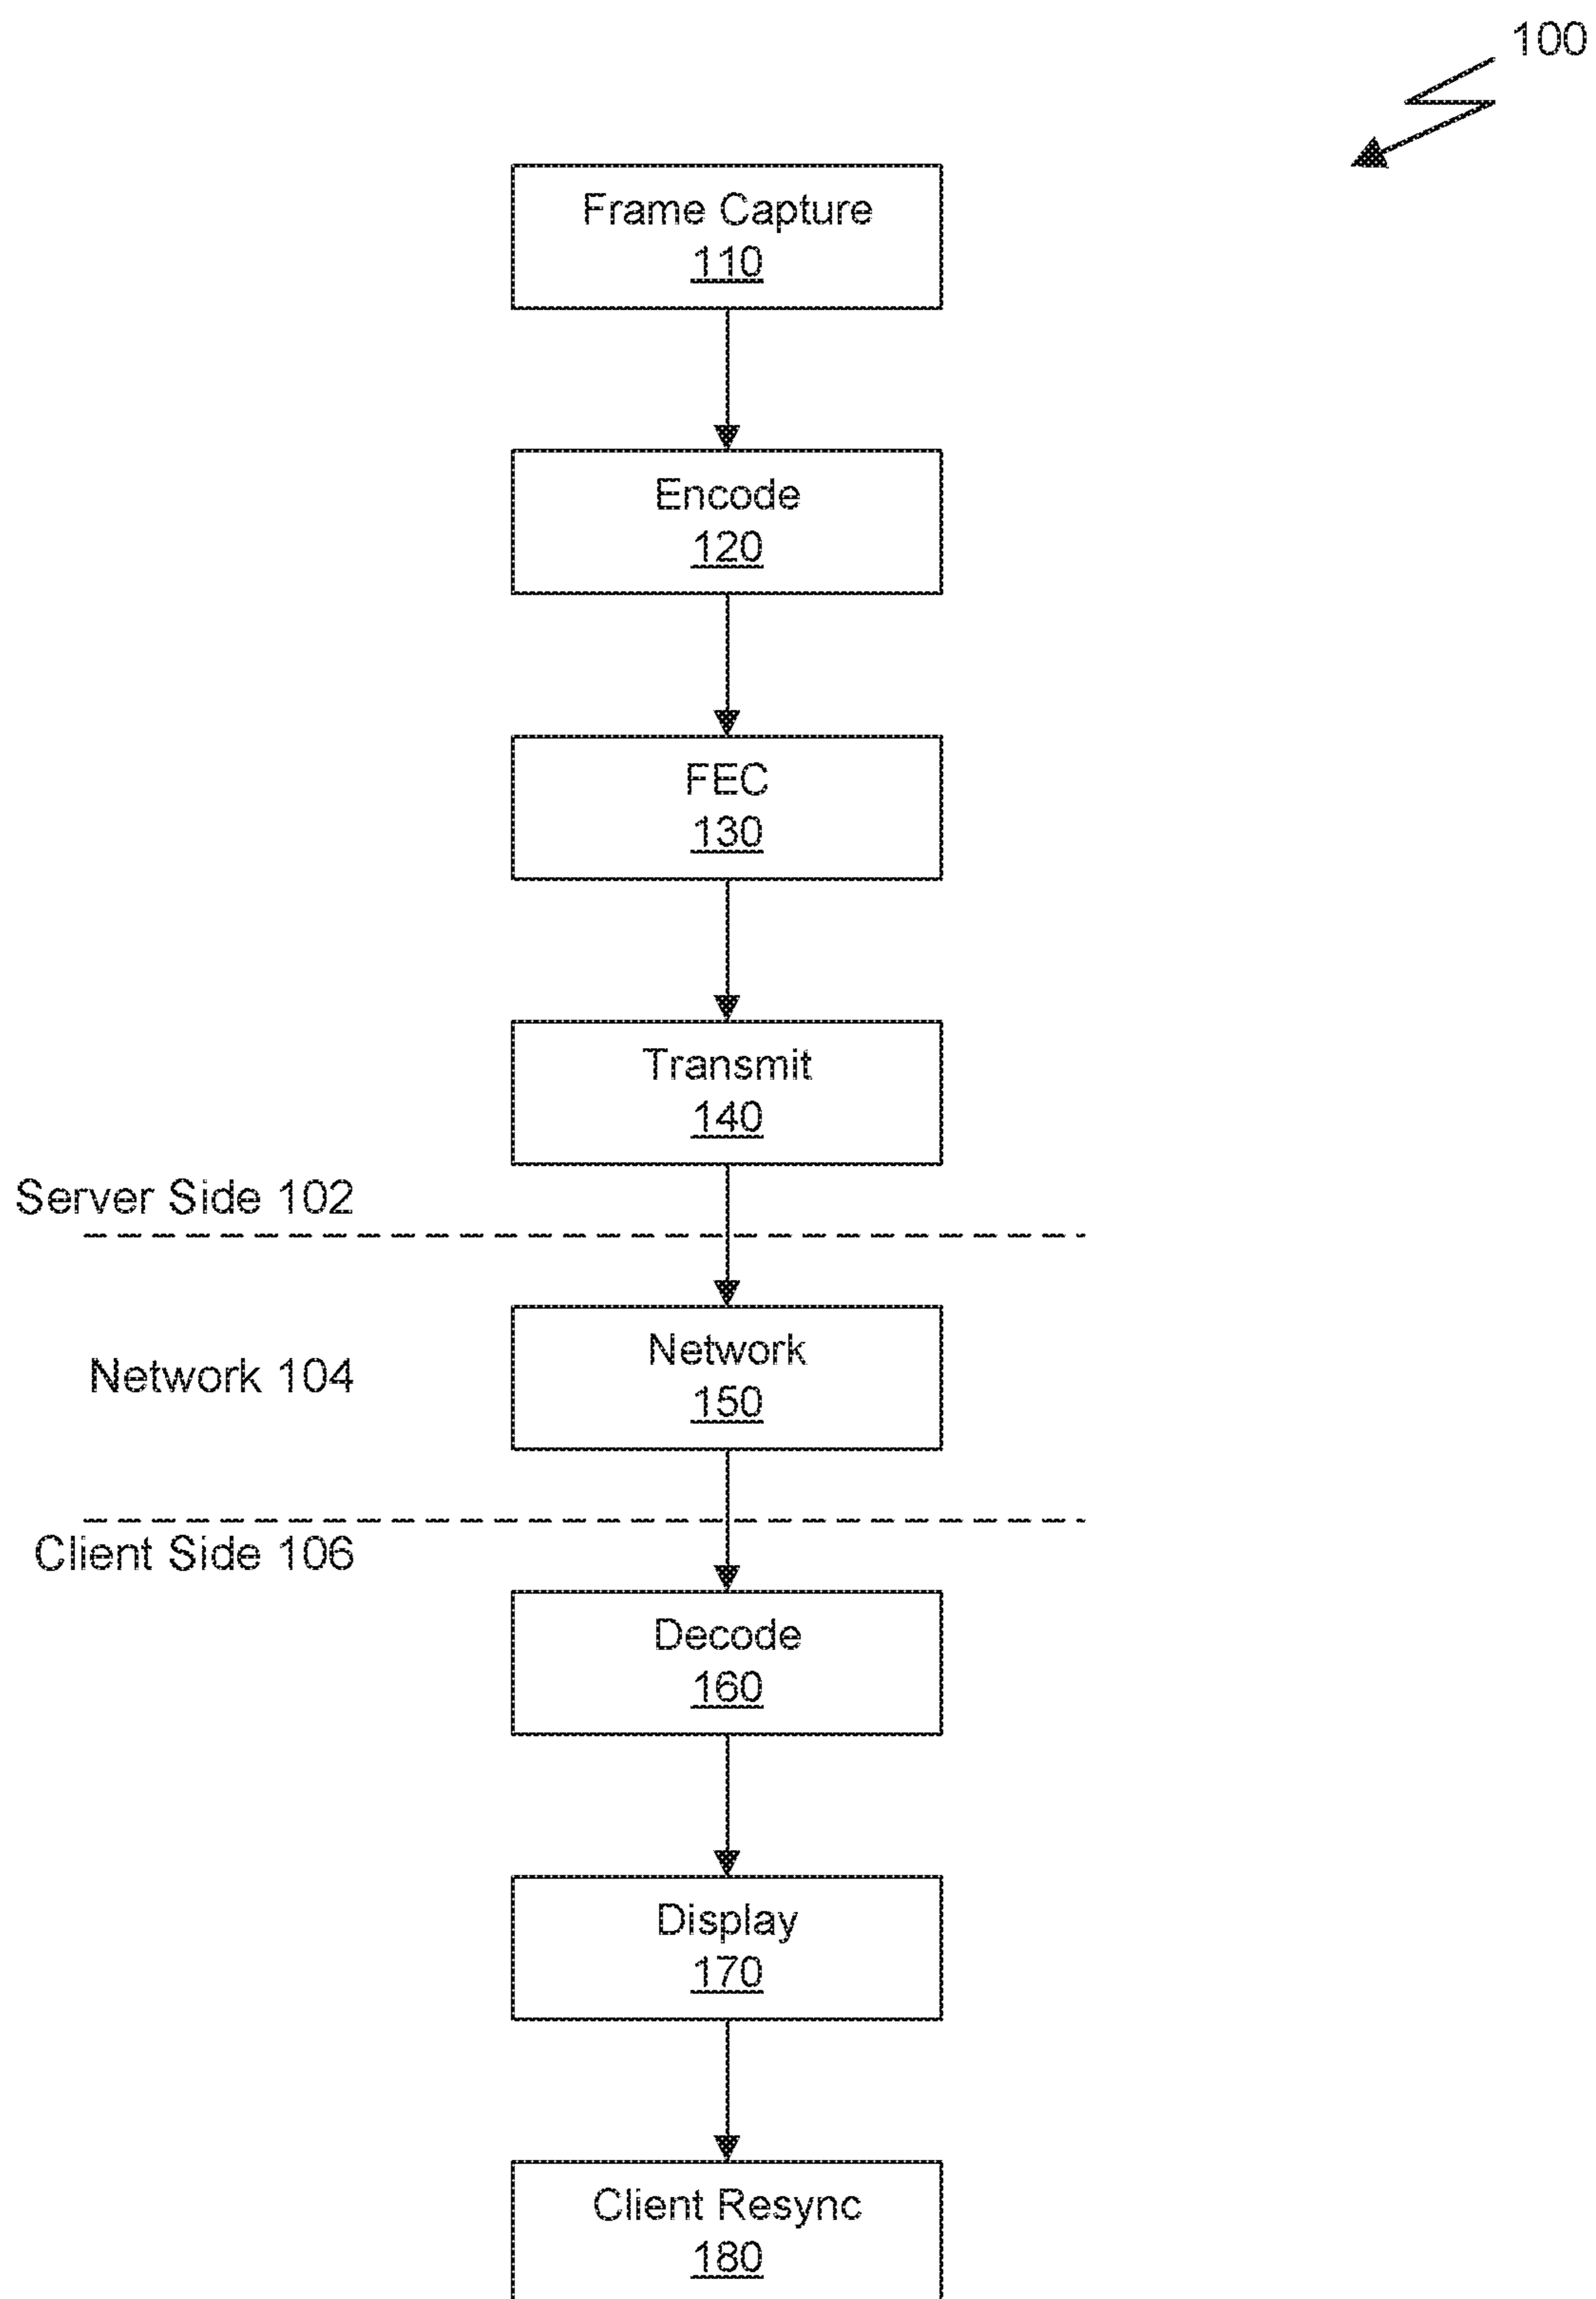 100
Frame Capture
110
Encode
120
FEC
130
Transmit
140
Server Side 102
Network
150
Network 104
Client Side 106
Decode
160
Display
170
Client Resync
180